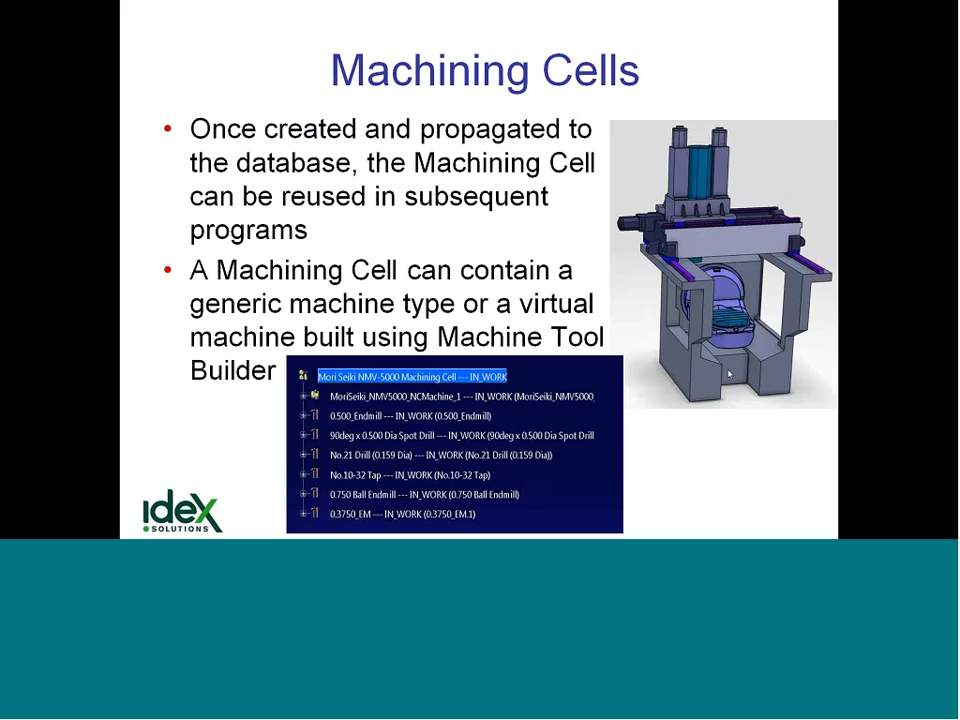 Machining Cells
• Once created and propagated to
the database, the Machining Cell
can be reused in subsequent
programs
• A Machining Cell can contain a
generic machine type or a virtual
machine built using Machine Tool
Builder
Mori Seiki NMV-5000 Machining Cell --- IN_WORK
MoriSeiki_NMV5000_NCMachine_1 --- IN_WORK (MoriSeiki_NMV5000_
0.500_Endmill --- IN_WORK (0.500_Endmill)
90deg x 0.500 Dia Spot Drill --- IN_WORK (90deg x 0.500 Dia Spot Drill
No.21 Drill (0.159 Dia) --- IN_WORK (No.21 Drill (0.159 Dia))
No.10-32 Tap --- IN_WORK (No.10-32 Tap)
0.750 Ball Endmill --- IN_WORK (0.750 Ball Endmill)
0.3750_EM --- IN_WORK (0.3750_EM.1)
idex
SOLUTIONS